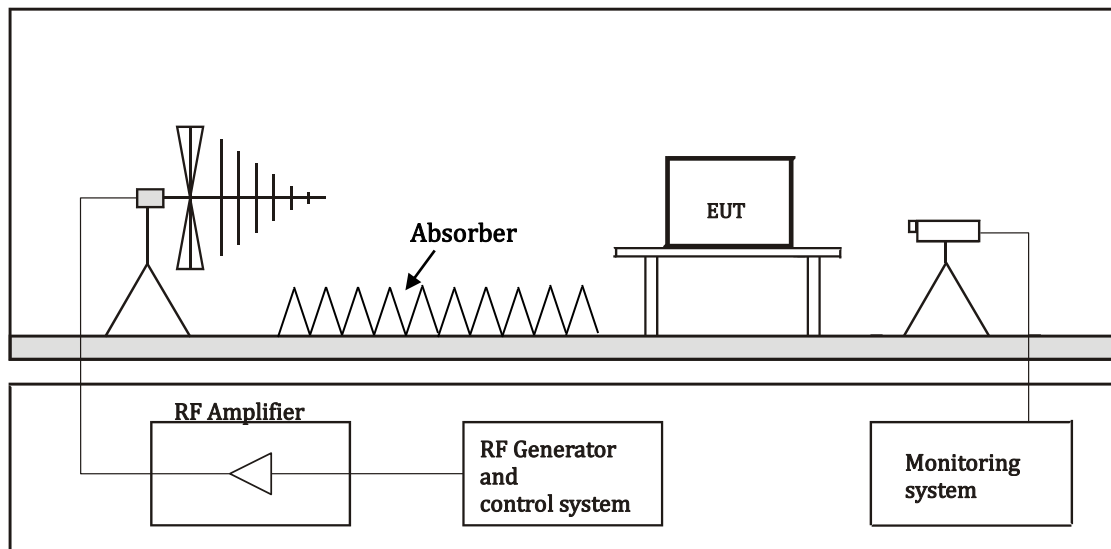 EUT
Absorber
RF Amplifier
RF Generator
and
control system
Monitoring
system